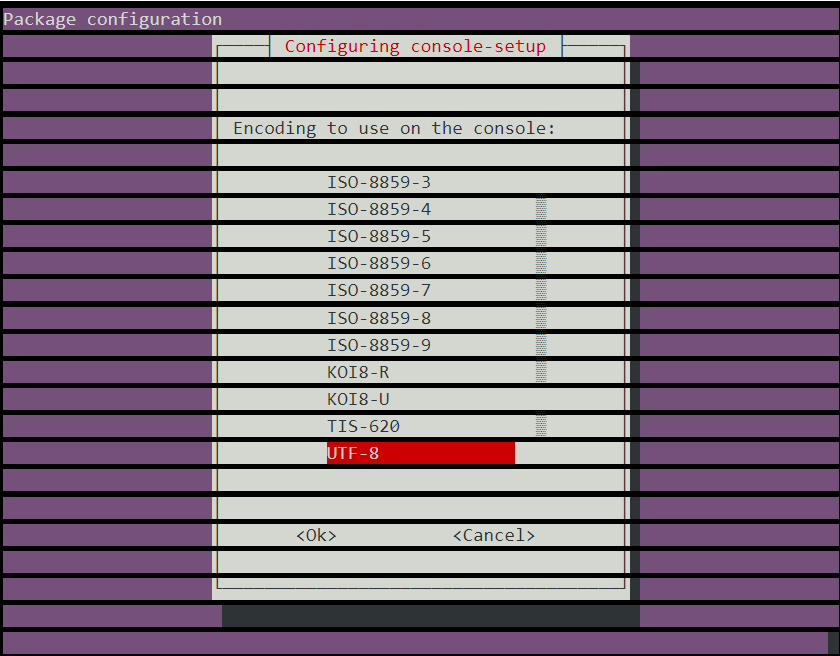 Package configuration
Configuring console-setup
Encoding to use on the console:
ISO-8859-3
ISO-8859-4
ISO-8859-5
ISO-8859-6
ISO-8859-7
ISO-8859-8
ISO-8859-9
KOI8-R
KOI8-U
TIS-620
UTF-8
<Ok> <Cancel>